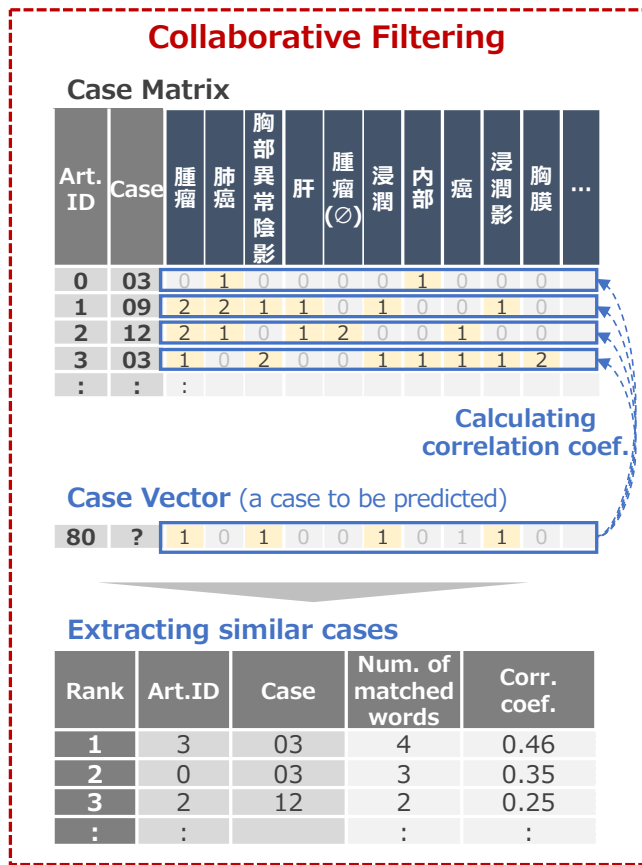 Collaborative Filtering
Case Matrix
Art. ID Case 腫瘤 肺癌 胸部異常陰影 肝 腫瘤(∅) 浸潤 内部 癌 浸潤影 胸膜 …
0 03 0 1 0 0 0 0 1 0 0 0
1 09 2 2 1 1 0 1 0 0 1 0
2 12 2 1 0 1 2 0 0 1 0 0
3 03 1 0 2 0 0 1 1 1 1 2
: : :
Calculating
correlation coef.
Case Vector (a case to be predicted)
80 ? 1 0 1 0 0 1 0 1 1 0
Extracting similar cases
Rank Art.ID Case Num. of matched words Corr. coef.
1 3 03 4 0.46
2 0 03 3 0.35
3 2 12 2 0.25
: : : :